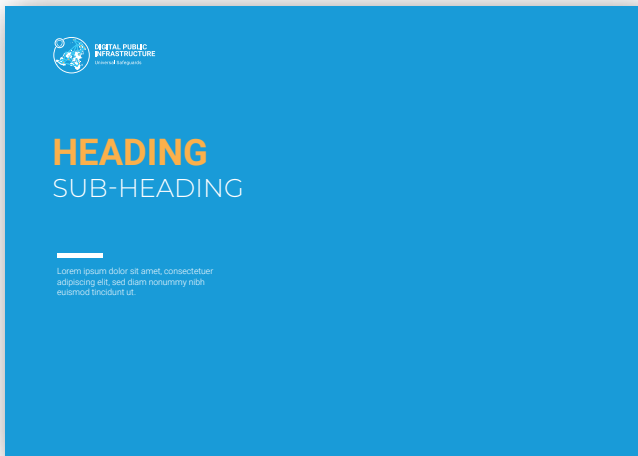 DIGITAL PUBLIC
INFRASTRUCTURE
Universal Safeguards
HEADING
SUB-HEADING
Lorem ipsum dolor sit amet, consectetuer
adipiscing elit, sed diam nonummy nibh
euismod tincidunt ut.